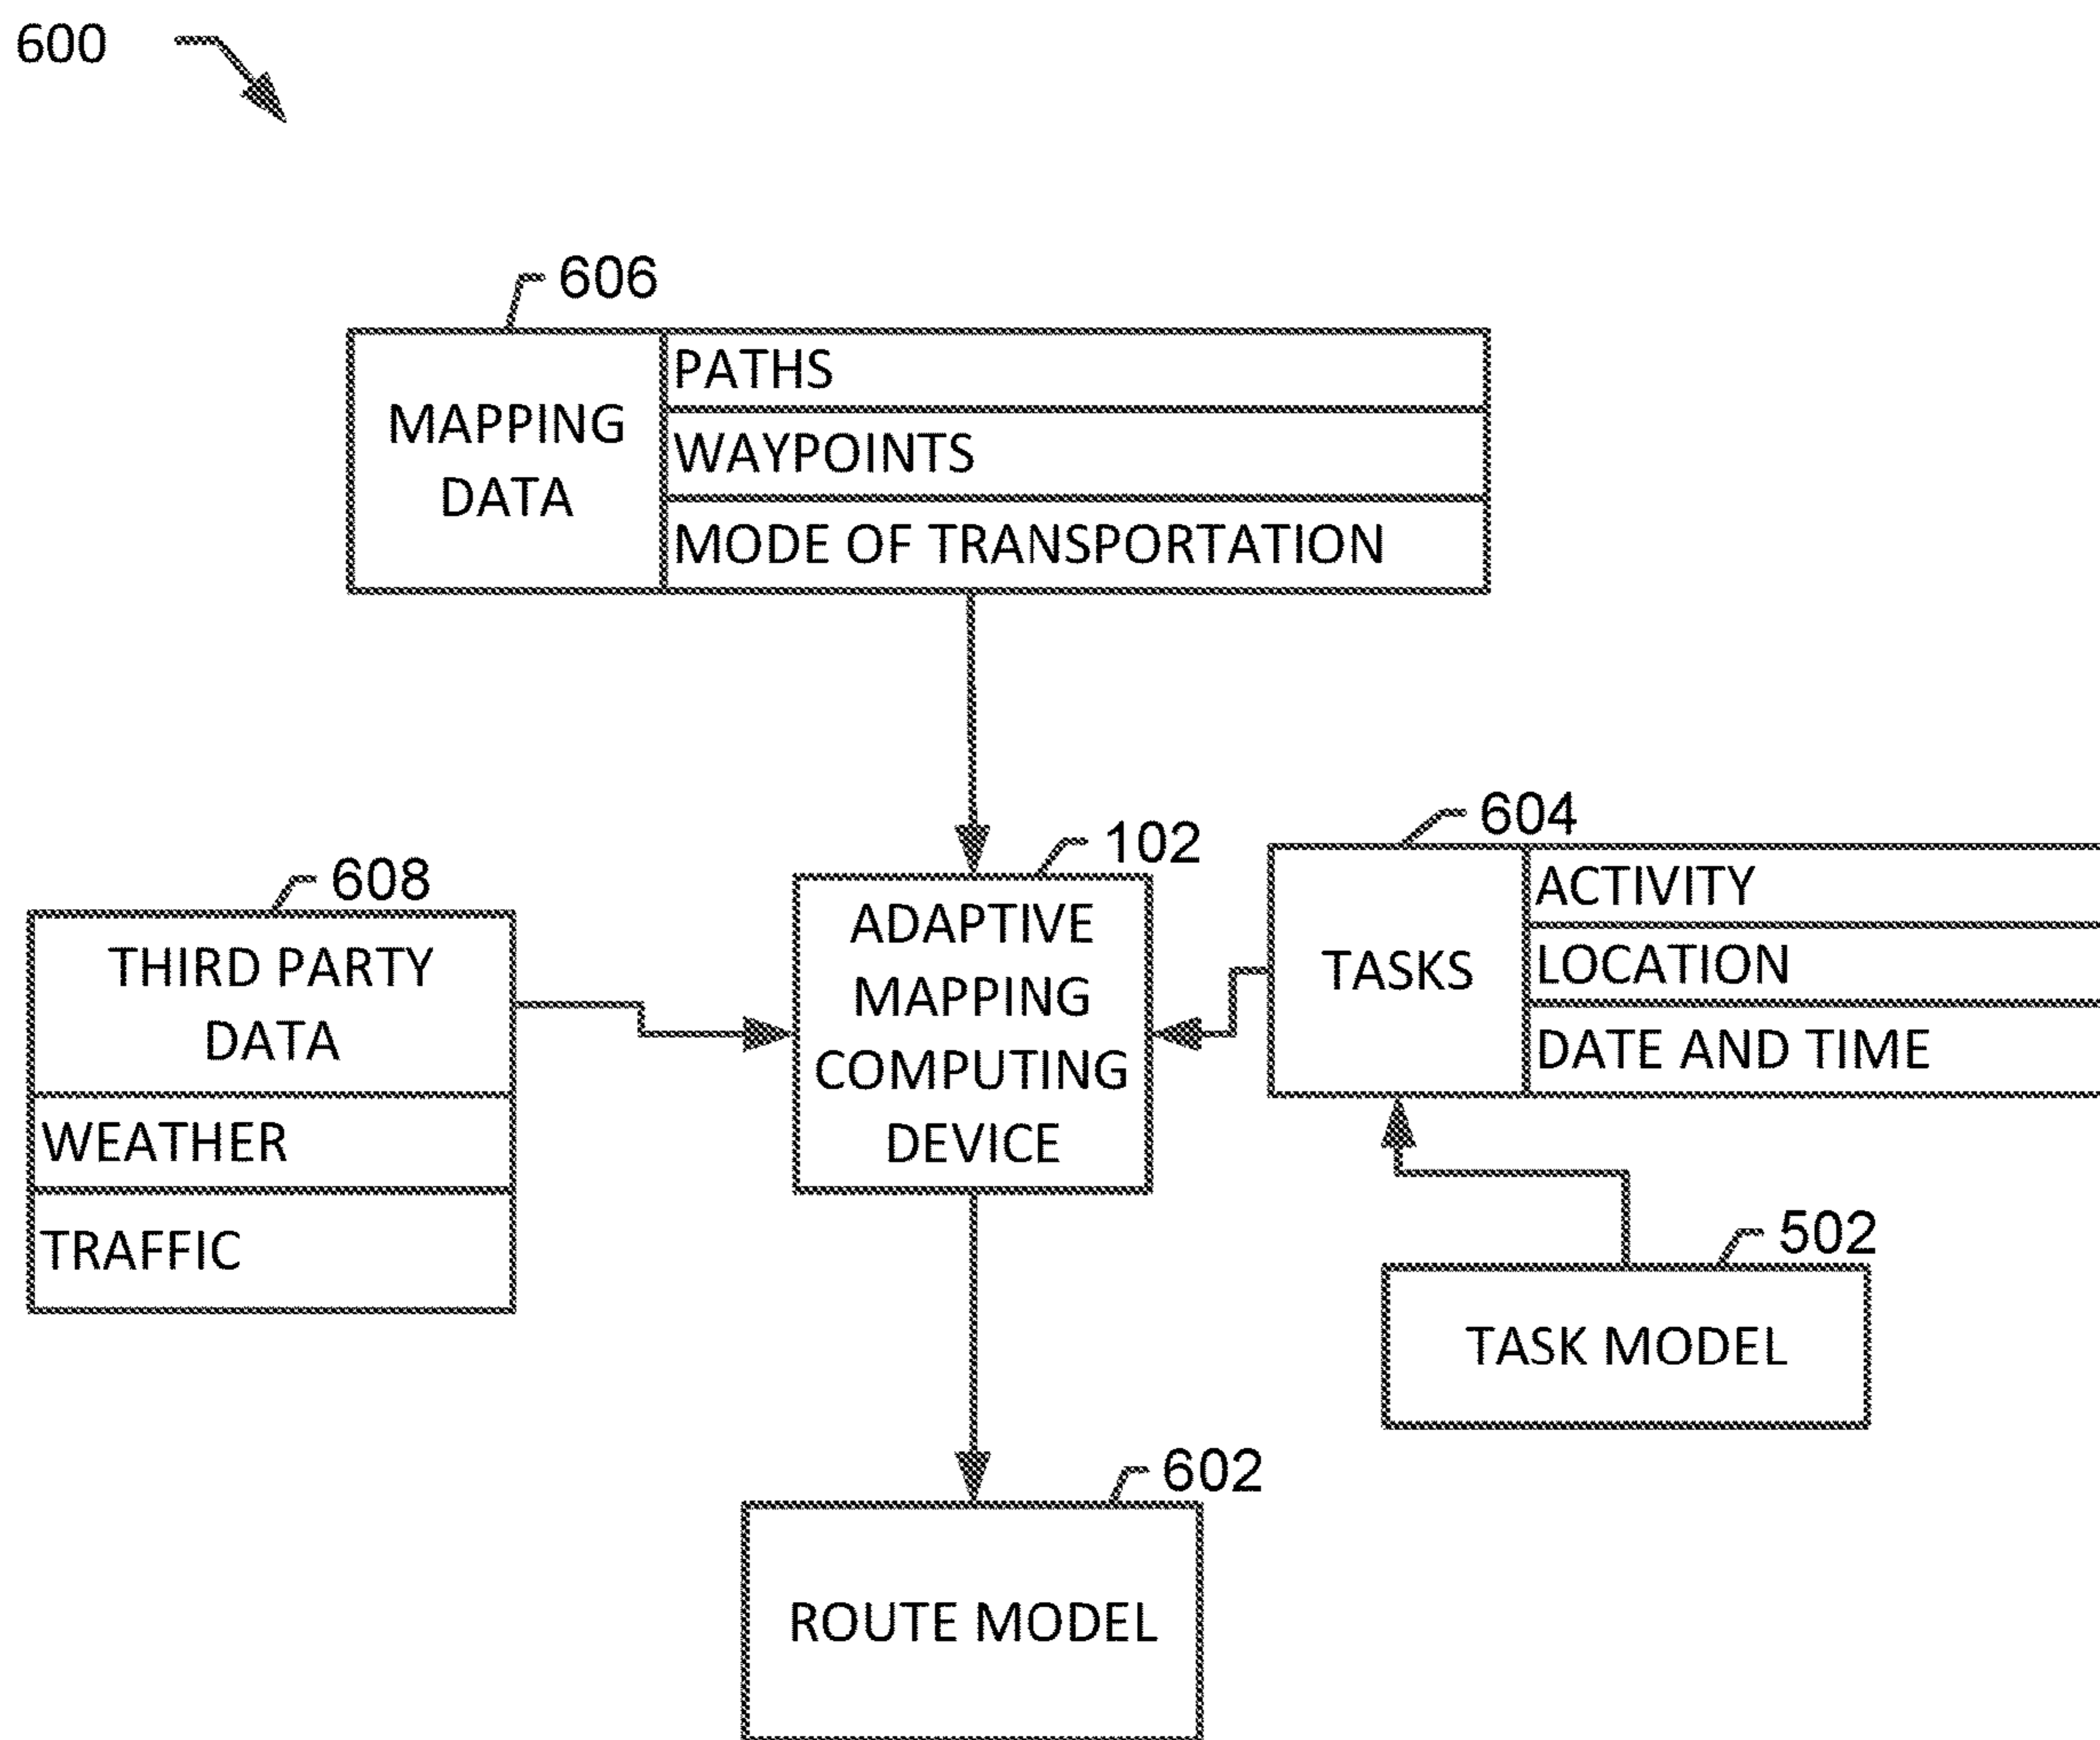 600
606
MAPPING
DATA
PATHS
WAYPOINTS
MODE OF TRANSPORTATION
608
THIRD PARTY
DATA
WEATHER
TRAFFIC
102
ADAPTIVE
MAPPING
COMPUTING
DEVICE
604
TASKS
ACTIVITY
LOCATION
DATE AND TIME
502
TASK MODEL
602
ROUTE MODEL